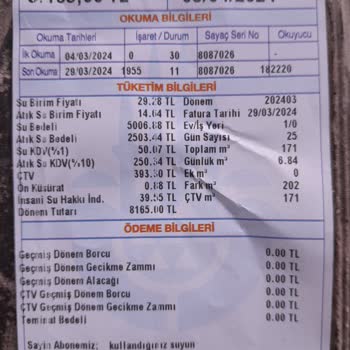 OKUMA BİLGİLERİ
Okuma Tarihleri İşaret / Durum Sayaç Seri No Okuyucu
İlk Okuma 04/03/2024 0 30 8087026 -
Son Okuma 29/03/2024 1955 11 8087026 182220
TÜKETİM BİLGİLERİ
Su Birim Fiyatı 29.28 TL Dönem 202403
Atık Su Birim Fiyatı 14.64 TL Fatura Tarihi 29/03/2024
Su Bedeli 5006.88 TL Ev/İş Yeri 1/0
Atık Su Bedeli 2503.44 TL Gün Sayısı 25
Su KDV(%1) 50.07 TL Toplam m³ 171
Atık Su KDV(%10) 250.34 TL Günlük m³ 6.84
ÇTV 393.30 TL Ek m³ 0
Ön Küsürat 0.88 TL Fark m³ 202
İnsani Su Hakkı İnd. 39.55 TL ÇTV m³ 171
Dönem Tutarı 8165.00 TL
ÖDEME BİLGİLERİ
Geçmiş Dönem Borcu 0.00 TL
Geçmiş Dönem Gecikme Zammı 0.00 TL
Geçmiş Dönem Alacağı 0.00 TL
ÇTV Geçmiş Dönem Borcu 0.00 TL
ÇTV Geçmiş Dönem Gecikme Zammı 0.00 TL
Teminat Bedeli 0.00 TL
Sayın Abonemiz; kullandığınız suyun